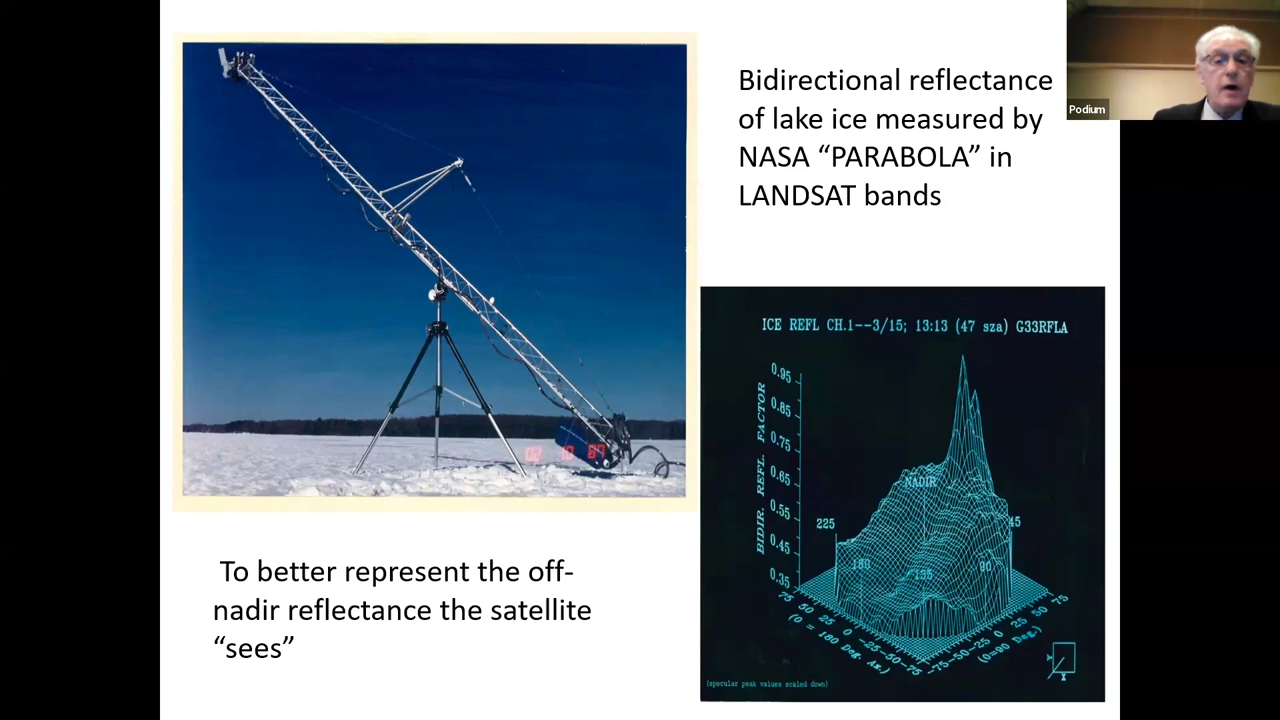 Bidirectional reflectance
of lake ice measured by
NASA “PARABOLA” in
LANDSAT bands
Podium
02 10 87
ICE REFL CH.1--3/15; 13:13 (47 sza) G33RFLA
BIDIR. REFL. FACTOR
0.95
0.85
0.75
0.65
0.55
0.45
0.35
NADIR
225
45
180
135
90
75 50 25 0 -25 -50 -75
(0 = 180 Deg. Az.)
-75 -50 -25 0 25 50 75
(0=90 Deg.)
(specular peak values scaled down)
To better represent the off-
nadir reflectance the satellite
“sees”